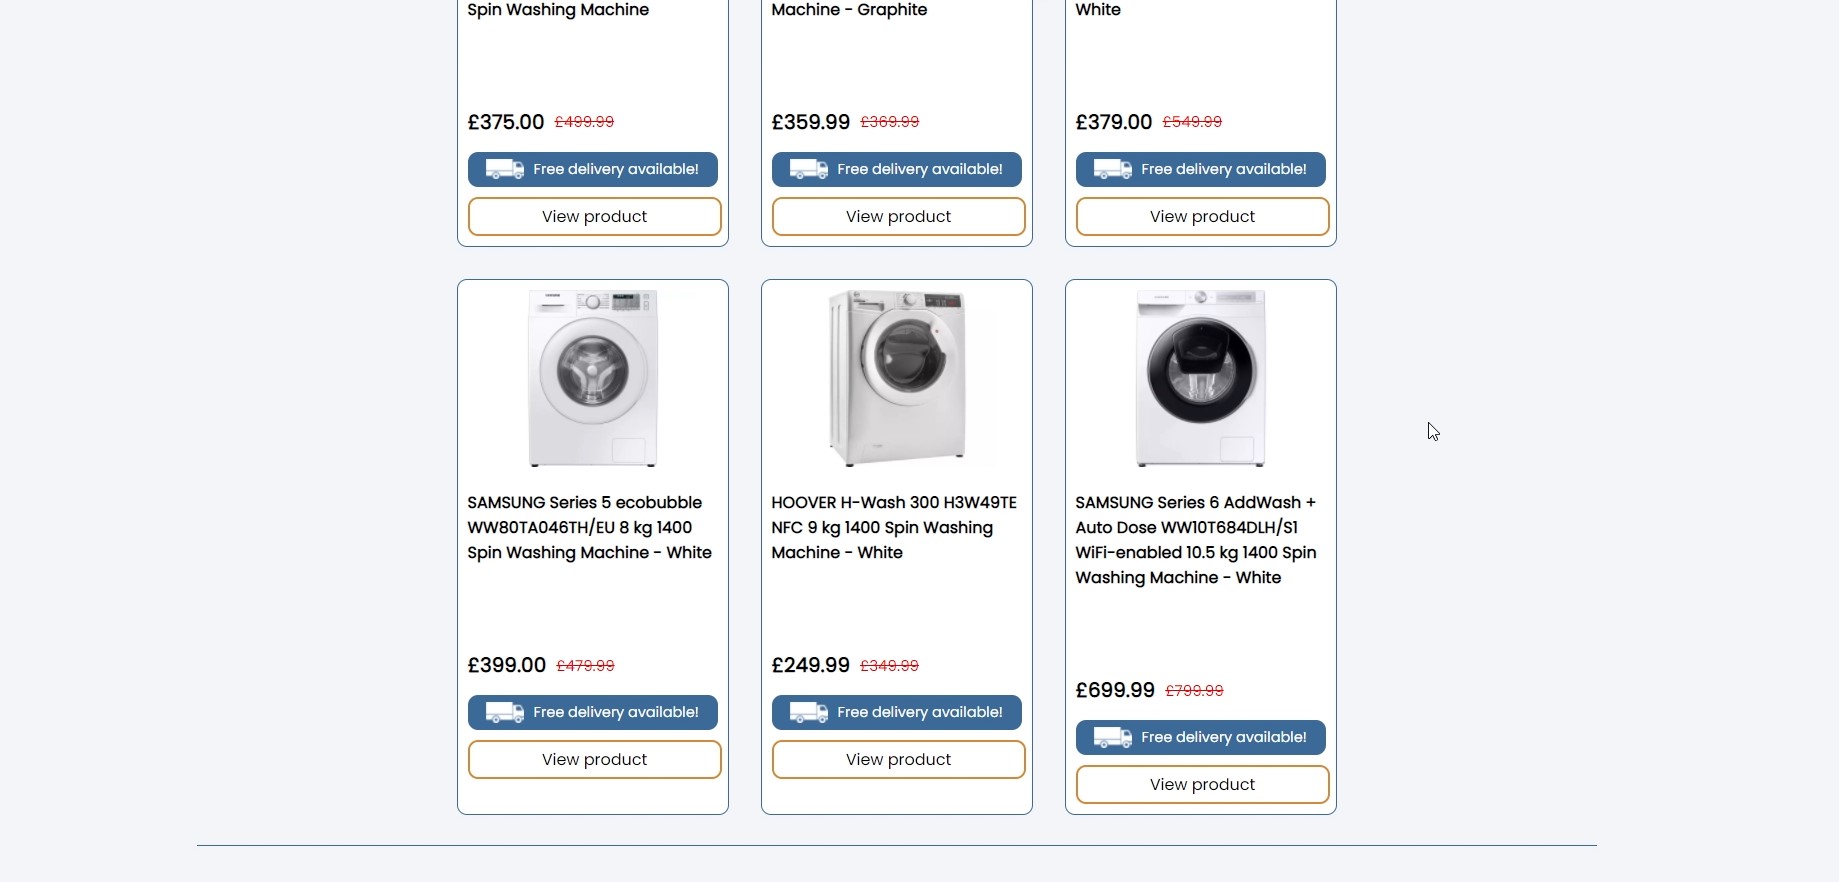 Spin Washing Machine
Machine - Graphite
White
£375.00 £499.99
£359.99 £369.99
£379.00 £549.99
Free delivery available!
Free delivery available!
Free delivery available!
View product
View product
View product
SAMSUNG Series 5 ecobubble
WW80TA046TH/EU 8 kg 1400
Spin Washing Machine - White
£399.00 £479.99
Free delivery available!
View product
HOOVER H-Wash 300 H3W49TE
NFC 9 kg 1400 Spin Washing
Machine - White
£249.99 £349.99
Free delivery available!
View product
SAMSUNG Series 6 AddWash +
Auto Dose WW10T684DLH/S1
WiFi-enabled 10.5 kg 1400 Spin
Washing Machine - White
£699.99 £799.99
Free delivery available!
View product